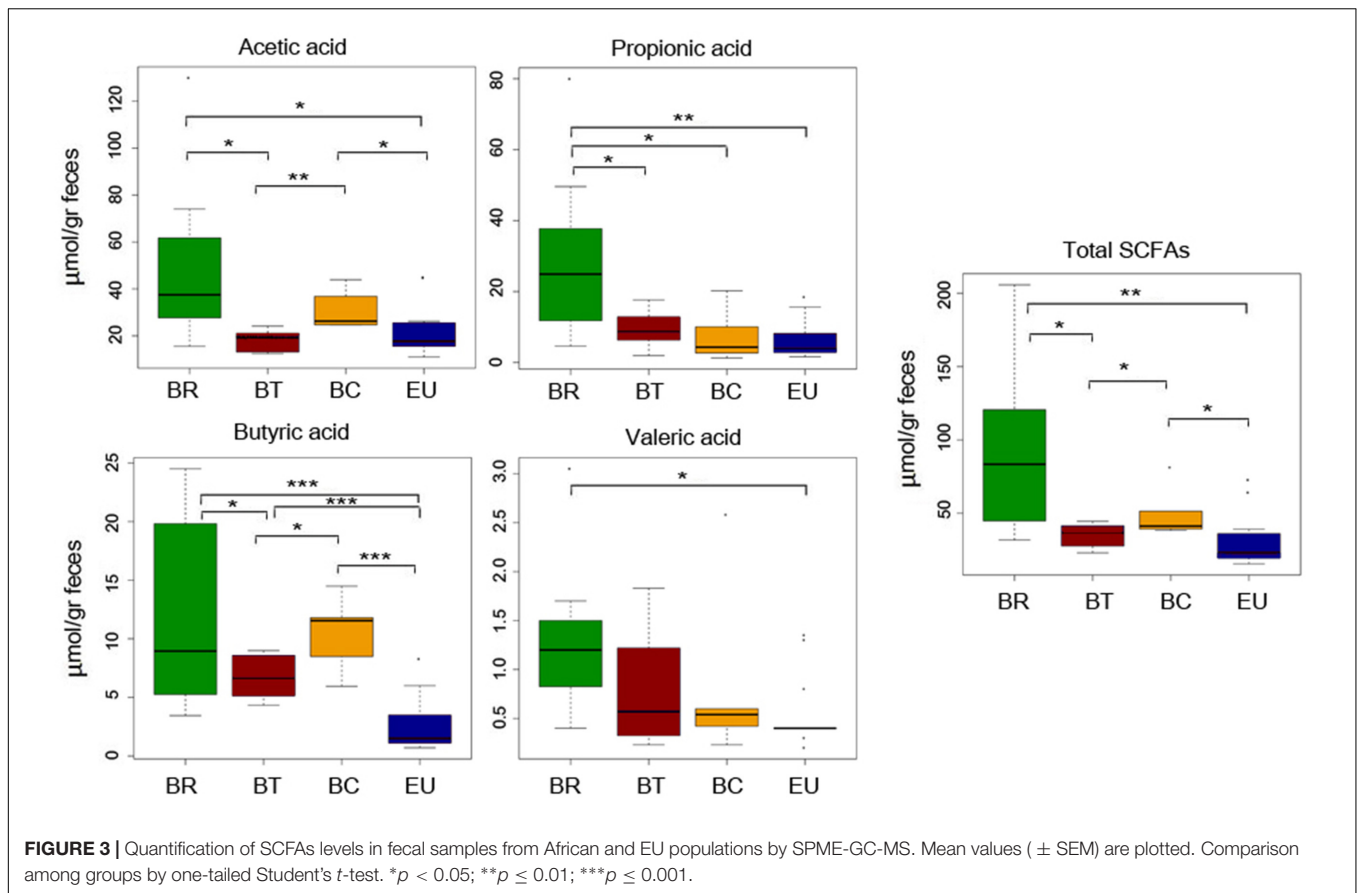 Acetic acid
μmol/gr feces
120
100
80
60
40
20
*
*
**
*
BR BT BC EU
Propionic acid
80
60
40
20
0
**
*
*
BR BT BC EU
Butyric acid
μmol/gr feces
25
20
15
10
5
0
***
***
*
*
***
BR BT BC EU
Valeric acid
3.0
2.5
2.0
1.5
1.0
0.5
*
BR BT BC EU
Total SCFAs
μmol/gr feces
200
150
100
50
**
*
*
*
BR BT BC EU
FIGURE 3 | Quantification of SCFAs levels in fecal samples from African and EU populations by SPME-GC-MS. Mean values ( ± SEM) are plotted. Comparison
among groups by one-tailed Student's t-test. *p < 0.05; **p ≤ 0.01; ***p ≤ 0.001.